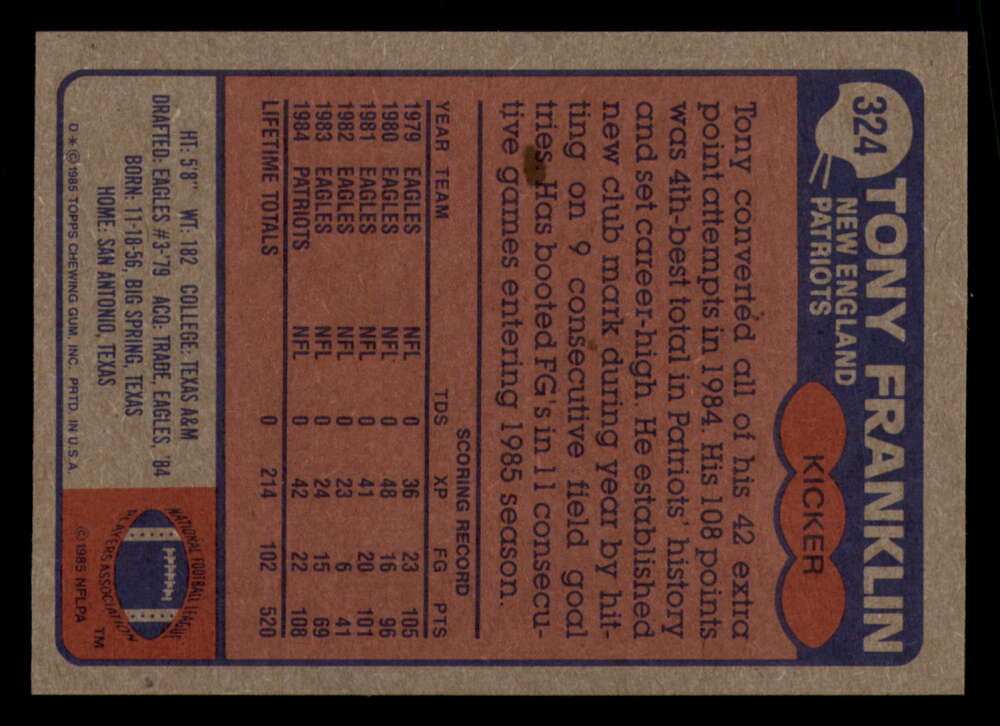 324
TONY FRANKLIN
NEW ENGLAND
PATRIOTS
KICKER
Tony converted all of his 42 extra
point attempts in 1984. His 108 points
was 4th-best total in Patriots' history
and set career-high. He established
new club mark during year by hit-
ting on 9 consecutive field goal
tries. Has booted FG's in 11 consecu-
tive games entering 1985 season.
SCORING RECORD
YEAR TEAM TDS XP FG PTS
1979 EAGLES NFL 0 36 23 105
1980 EAGLES NFL 0 48 16 96
1981 EAGLES NFL 0 41 20 101
1982 EAGLES NFL 0 23 6 41
1983 EAGLES NFL 0 24 15 69
1984 PATRIOTS NFL 0 42 22 108
LIFETIME TOTALS 0 214 102 520
HT: 5'8" WT: 182 COLLEGE: TEXAS A&M
DRAFTED: EAGLES #3-'79 ACQ: TRADE, EAGLES, '84
BORN: 11-18-56, BIG SPRING, TEXAS
HOME: SAN ANTONIO, TEXAS
D * © 1985 TOPPS CHEWING GUM, INC. PRTD. IN U.S.A.
NATIONAL FOOTBALL LEAGUE
PLAYERS ASSOCIATION
TM
© 1985 NFLPA